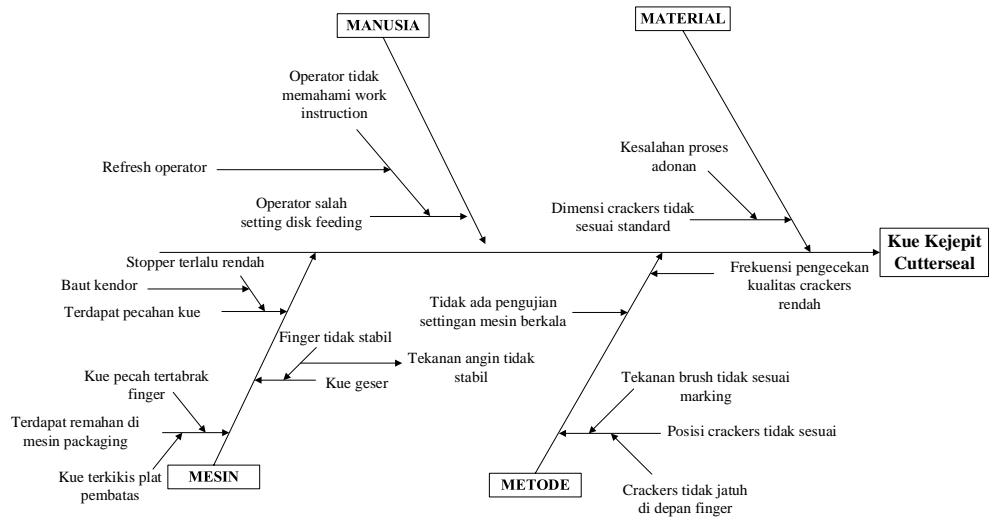 MANUSIA
MATERIAL
Operator tidak
memahami work
instruction
Refresh operator
Operator salah
setting disk feeding
Kesalahan proses
adonan
Dimensi crackers tidak
sesuai standard
Kue Kejepit
Cutterseal
Stopper terlalu rendah
Baut kendor
Terdapat pecahan kue
Finger tidak stabil
Tekanan angin tidak
stabil
Kue geser
Kue pecah tertabrak
finger
Terdapat remahan di
mesin packaging
Kue terkikis plat
pembatas
MESIN
Frekuensi pengecekan
kualitas crackers
rendah
Tidak ada pengujian
settingan mesin berkala
Tekanan brush tidak sesuai
marking
Posisi crackers tidak sesuai
Crackers tidak jatuh
di depan finger
METODE